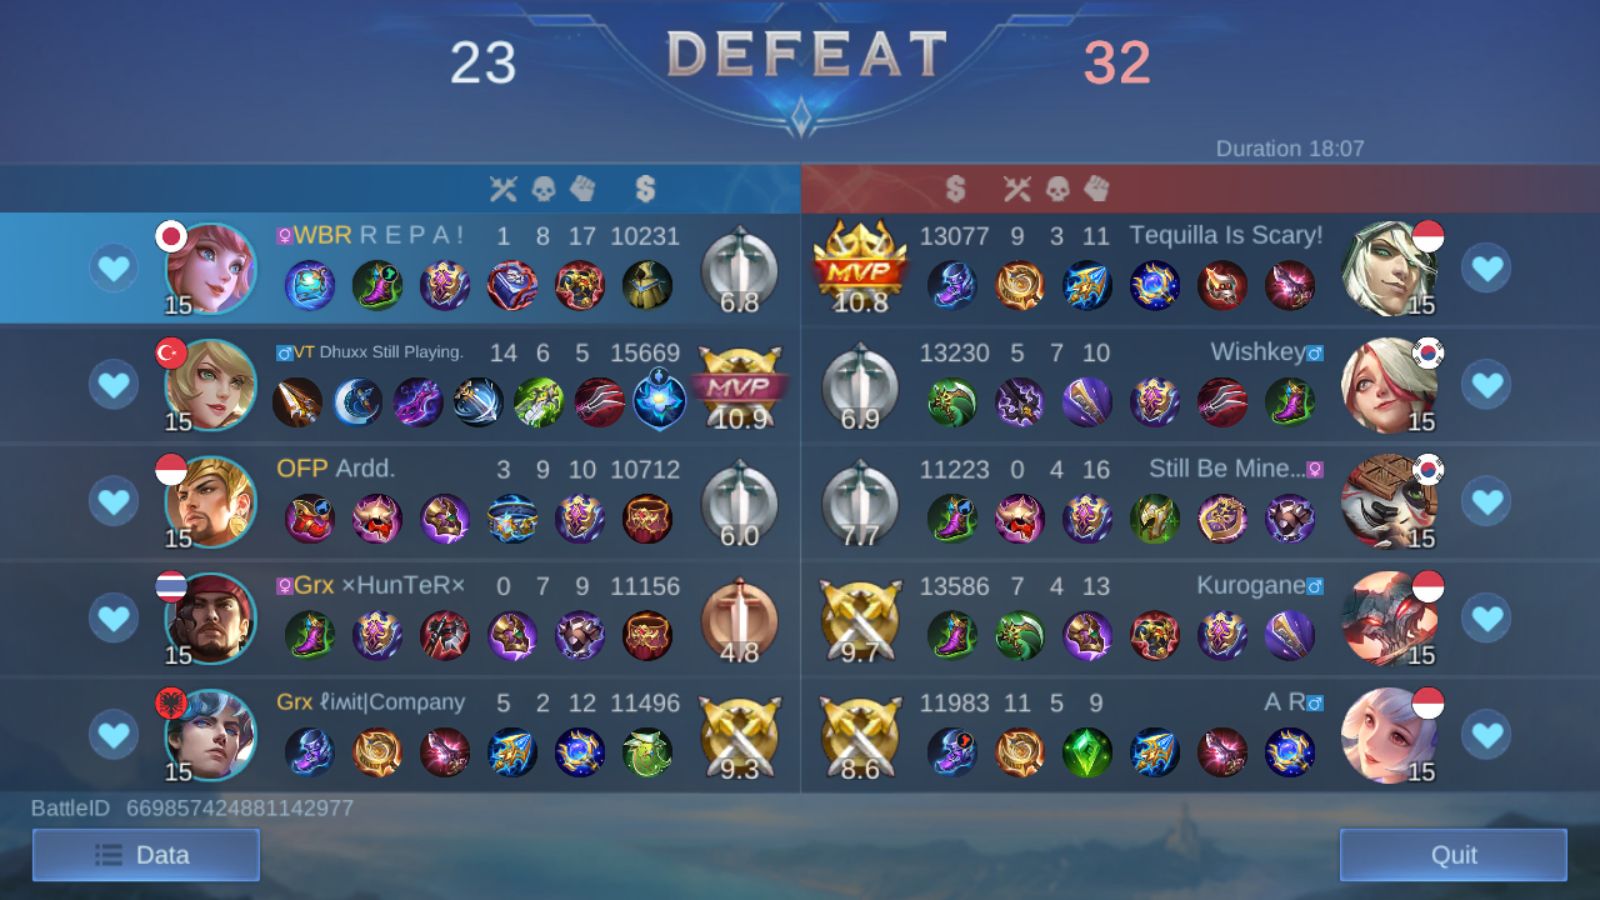 23 DEFEAT 32
Duration 18:07
WBR R E P A ! 1 8 17 10231
15 6.8
MVP 13077 9 3 11 Tequilla Is Scary!
10.8 15
VT Dhuxx Still Playing. 14 6 5 15669 MVP
15 10.9
13230 5 7 10 Wishkey
6.9 15
OFP Ardd. 3 9 10 10712
15 6.0
11223 0 4 16 Still Be Mine...
7.7 15
Grx ×HunTeR× 0 7 9 11156
15 4.8
13586 7 4 13 Kurogane
9.7 15
Grx ℓiмit|Company 5 2 12 11496
15 9.3
11983 11 5 9 A R
8.6 15
BattleID 669857424881142977
Data Quit